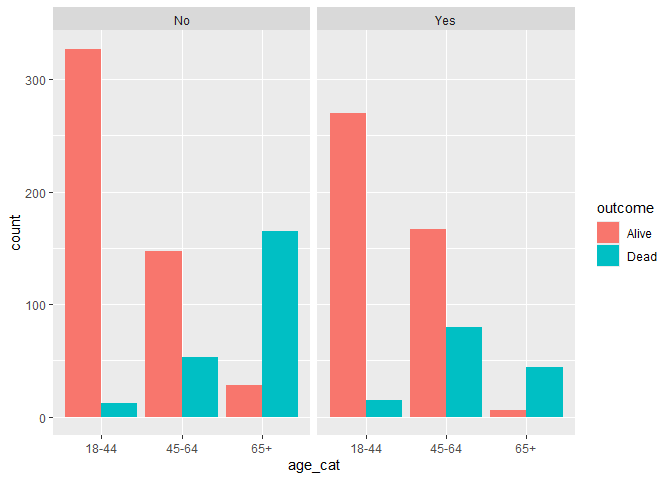 No
Yes
300
200
100
0
count
18-44
45-64
65+
18-44
45-64
65+
age_cat
outcome
Alive
Dead